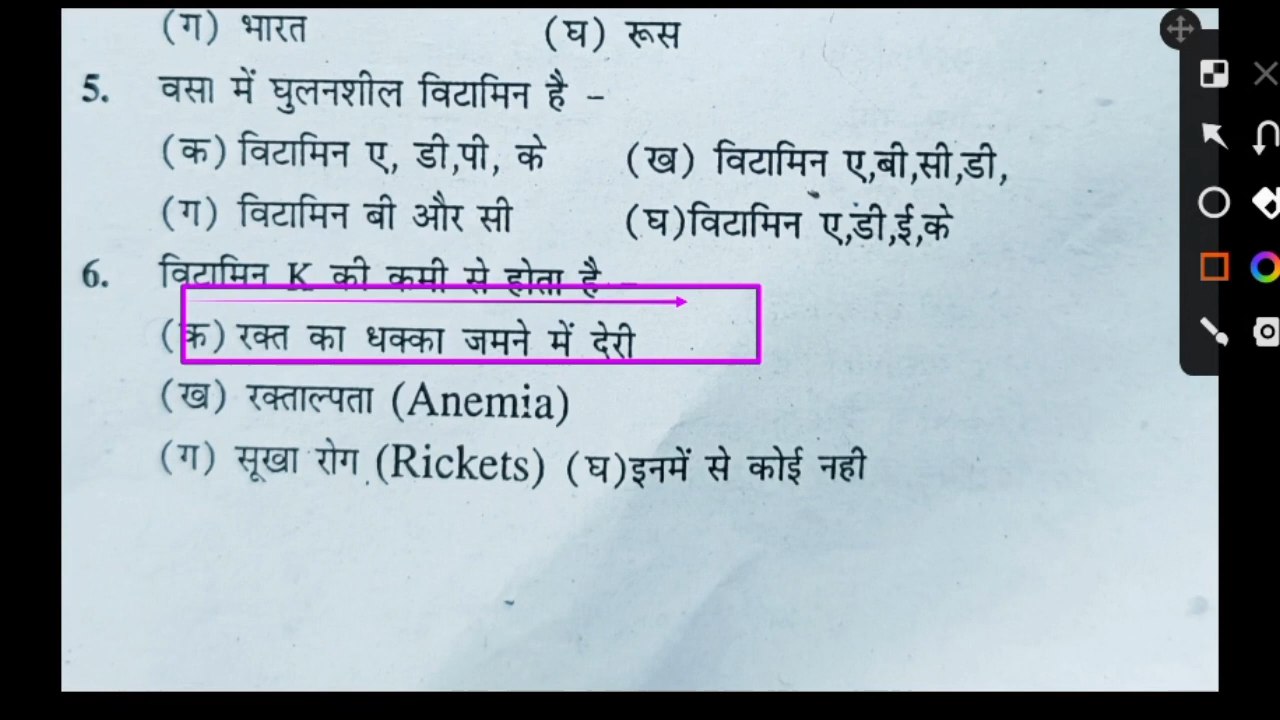 (ग) भारत (घ) रूस
5. वसा में घुलनशील विटामिन है –
(क) विटामिन ए, डी,पी, के (ख) विटामिन ए,बी,सी,डी,
(ग) विटामिन बी और सी (घ)विटामिन ए,डी,ई,के
6. विटामिन K की कमी से होता है –
(क) रक्त का धक्का जमने में देरी
(ख) रक्ताल्पता (Anemia)
(ग) सूखा रोग (Rickets) (घ)इनमें से कोई नही